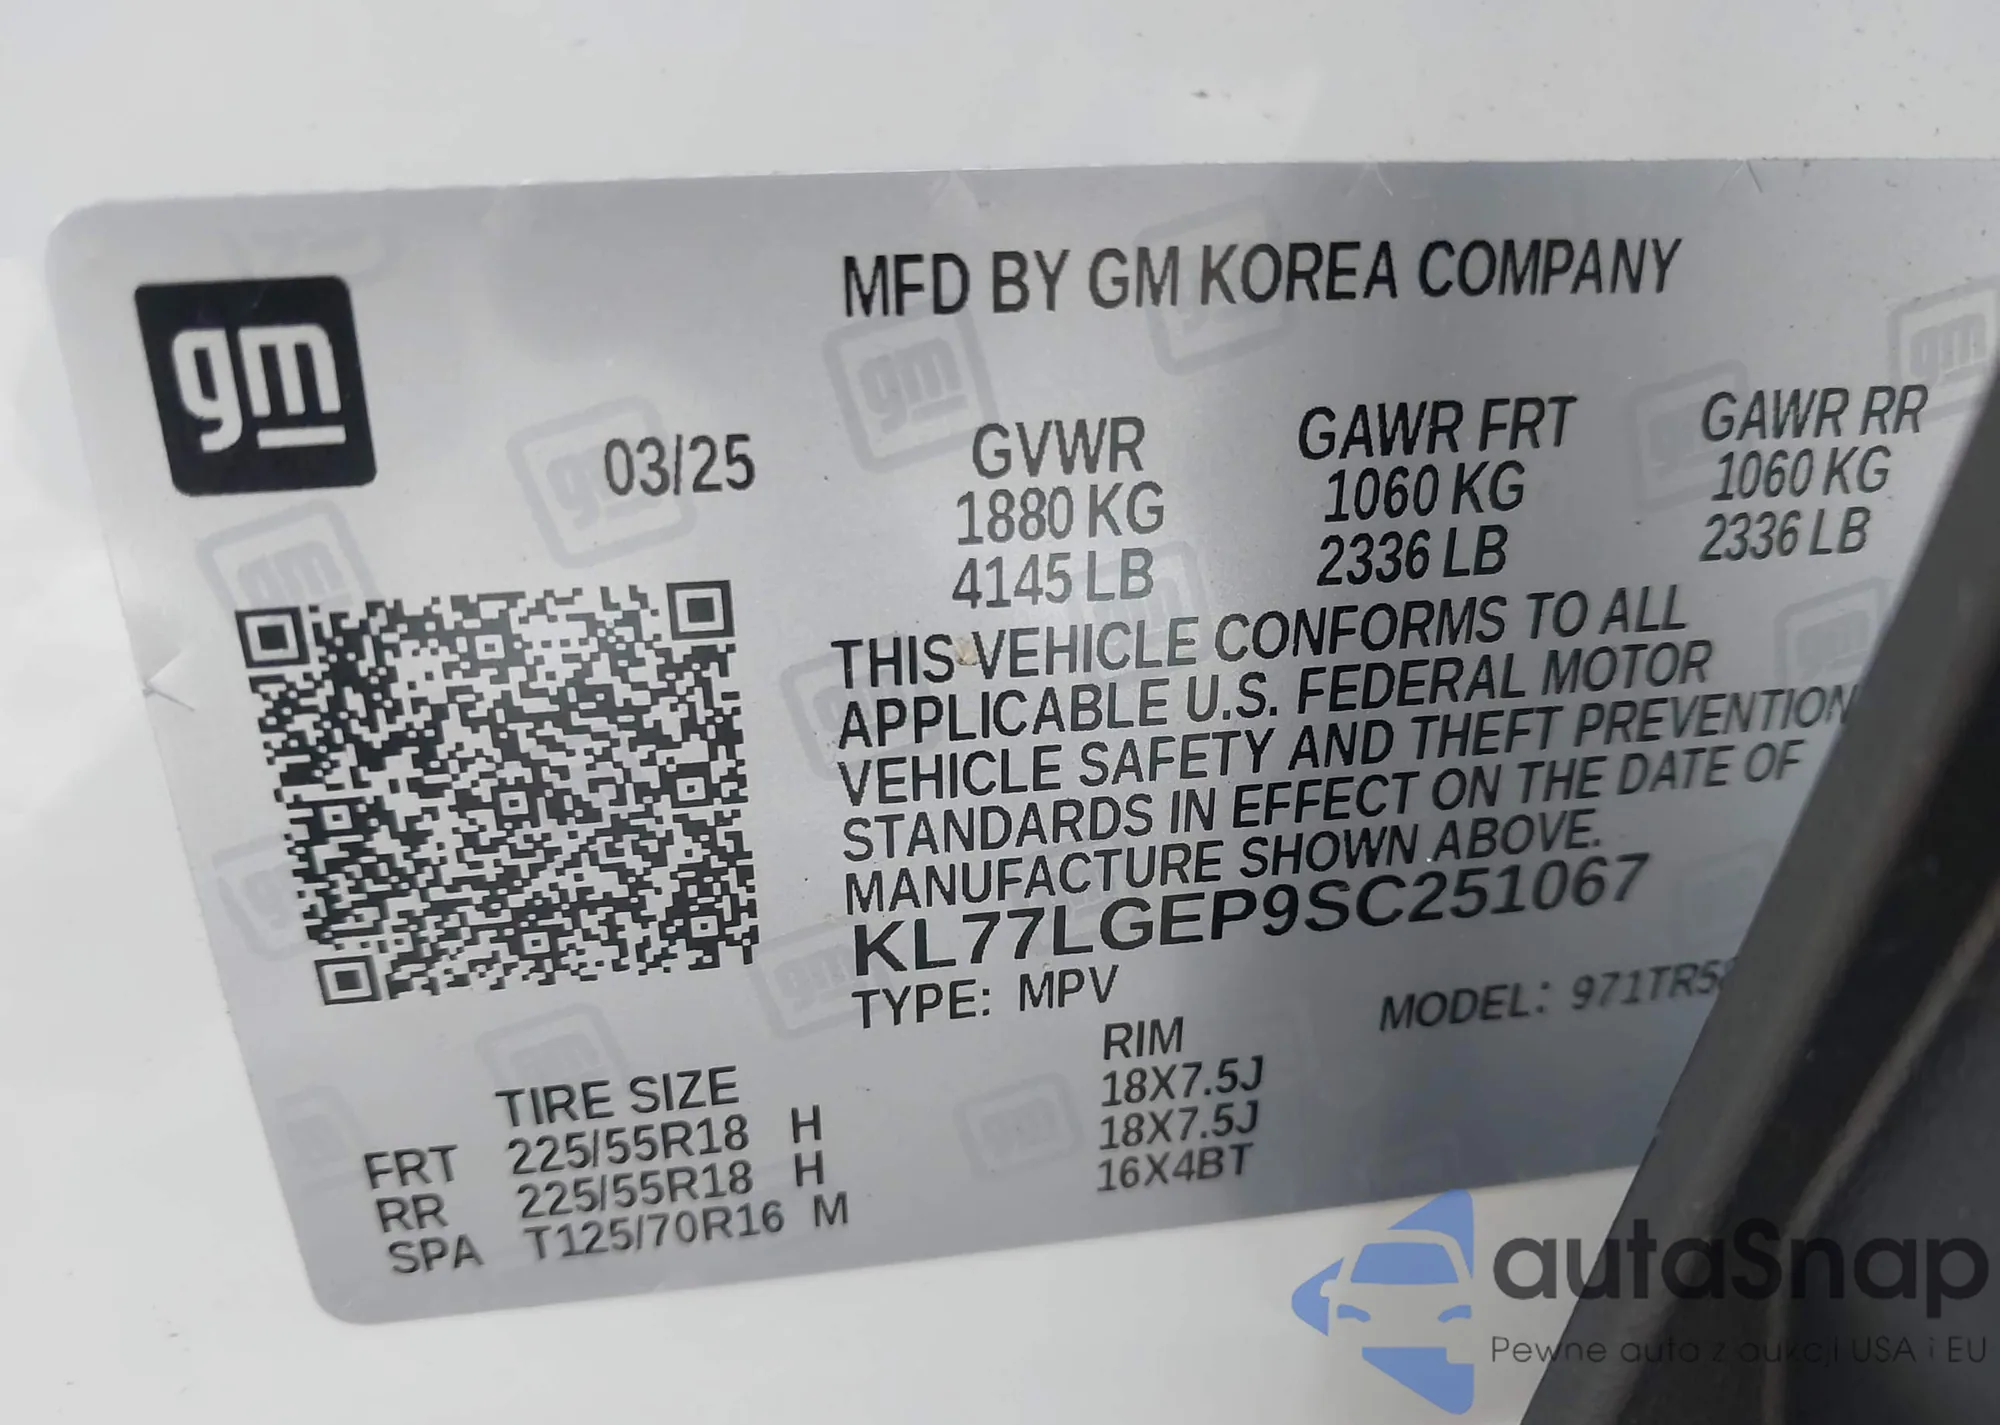 gm
MFD BY GM KOREA COMPANY
03/25
GVWR GAWR FRT GAWR RR
1880 KG 1060 KG 1060 KG
4145 LB 2336 LB 2336 LB
THIS VEHICLE CONFORMS TO ALL
APPLICABLE U.S. FEDERAL MOTOR
VEHICLE SAFETY AND THEFT PREVENTION
STANDARDS IN EFFECT ON THE DATE OF
MANUFACTURE SHOWN ABOVE.
KL77LGEP9SC251067
TYPE: MPV MODEL: 971TR5
TIRE SIZE RIM
FRT 225/55R18 H 18X7.5J
RR 225/55R18 H 18X7.5J
SPA T125/70R16 M 16X4BT
autaSnap
Pewne auta z aukcji USA i EU